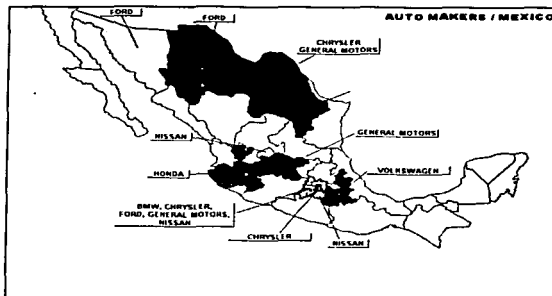 AUTO MAKERS / MEXICO
FORD
FORD
CHRYSLER
GENERAL MOTORS
GENERAL MOTORS
NISSAN
HONDA
VOLKSWAGEN
BMW, CHRYSLER,
FORD, GENERAL MOTORS,
NISSAN
CHRYSLER
NISSAN